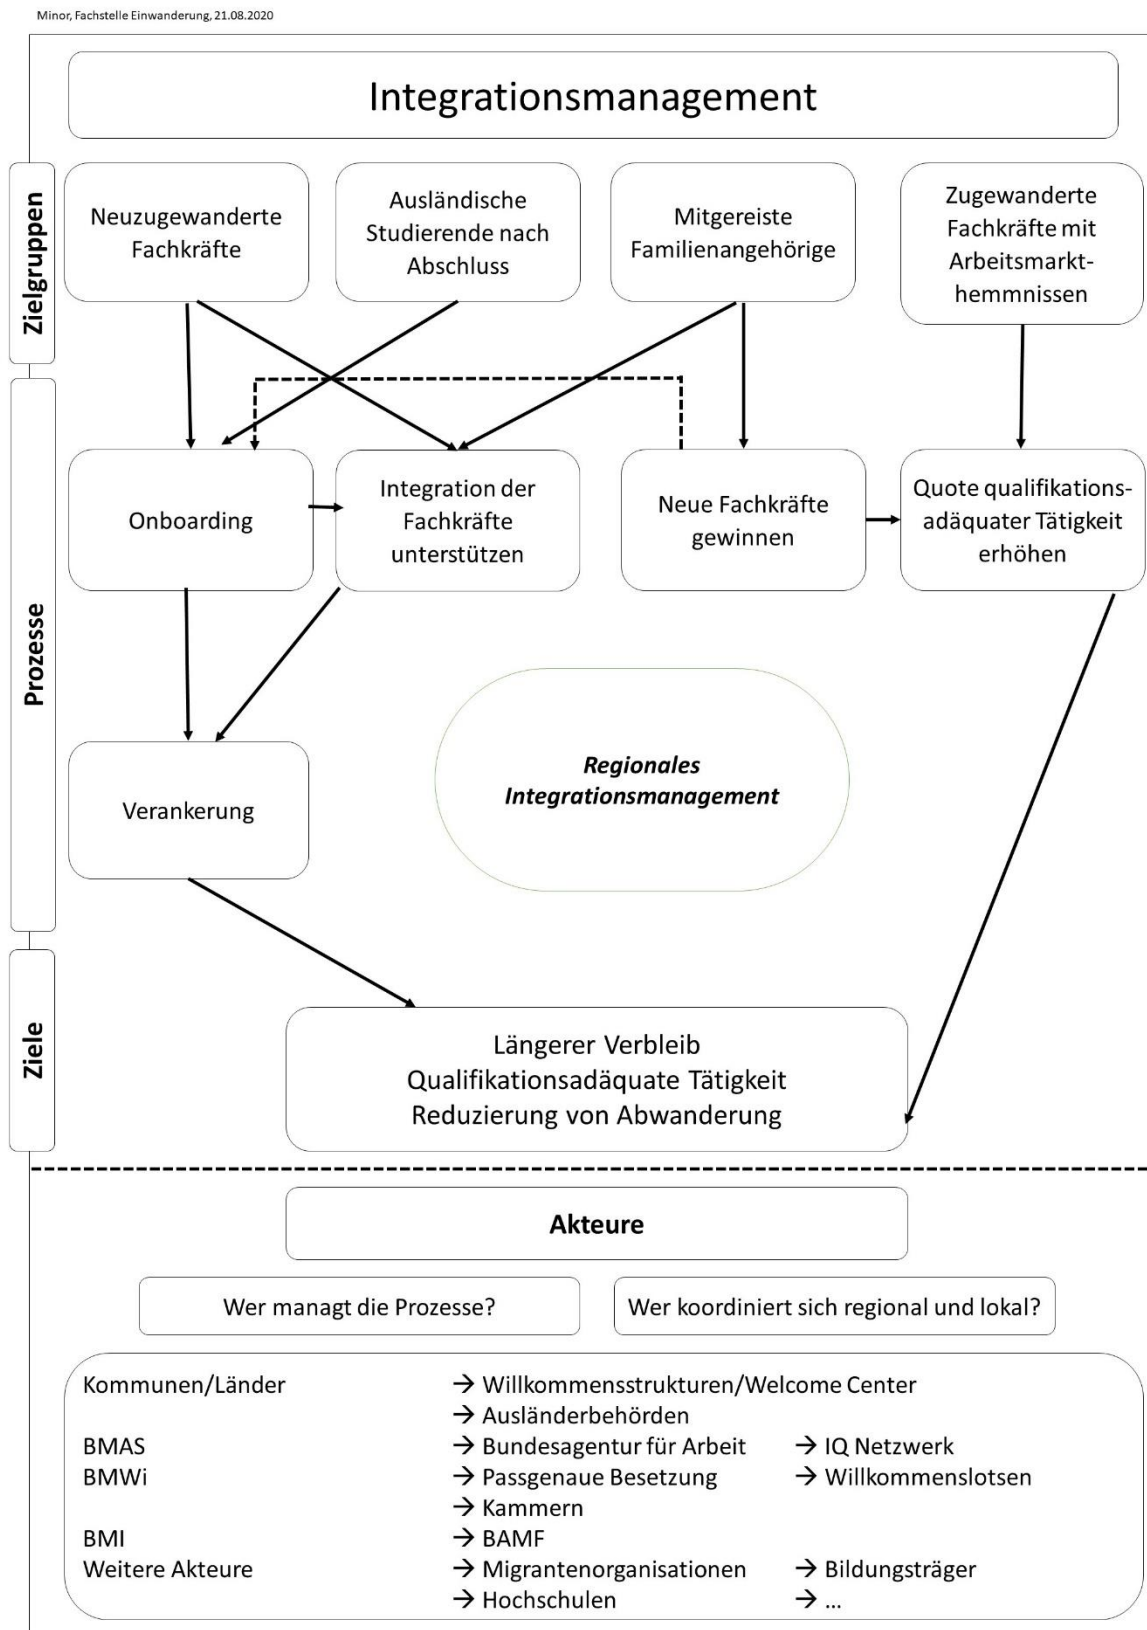 Minor, Fachstelle Einwanderung, 21.08.2020
Integrationsmanagement
Zielgruppen
Neuzugewanderte
Fachkräfte
Ausländische
Studierende nach
Abschluss
Mitgereiste
Familienangehörige
Zugewanderte
Fachkräfte mit
Arbeitsmarkt-
hemmnissen
Prozesse
Onboarding
Integration der
Fachkräfte
unterstützen
Neue Fachkräfte
gewinnen
Quote qualifikations-
adäquater Tätigkeit
erhöhen
Verankerung
Regionales
Integrationsmanagement
Ziele
Längerer Verbleib
Qualifikationsadäquate Tätigkeit
Reduzierung von Abwanderung
Akteure
Wer managt die Prozesse?
Wer koordiniert sich regional und lokal?
Kommunen/Länder → Willkommensstrukturen/Welcome Center
→ Ausländerbehörden
BMAS → Bundesagentur für Arbeit → IQ Netzwerk
BMWi → Passgenaue Besetzung → Willkommenslotsen
→ Kammern
BMI → BAMF
Weitere Akteure → Migrantenorganisationen → Bildungsträger
→ Hochschulen → ...